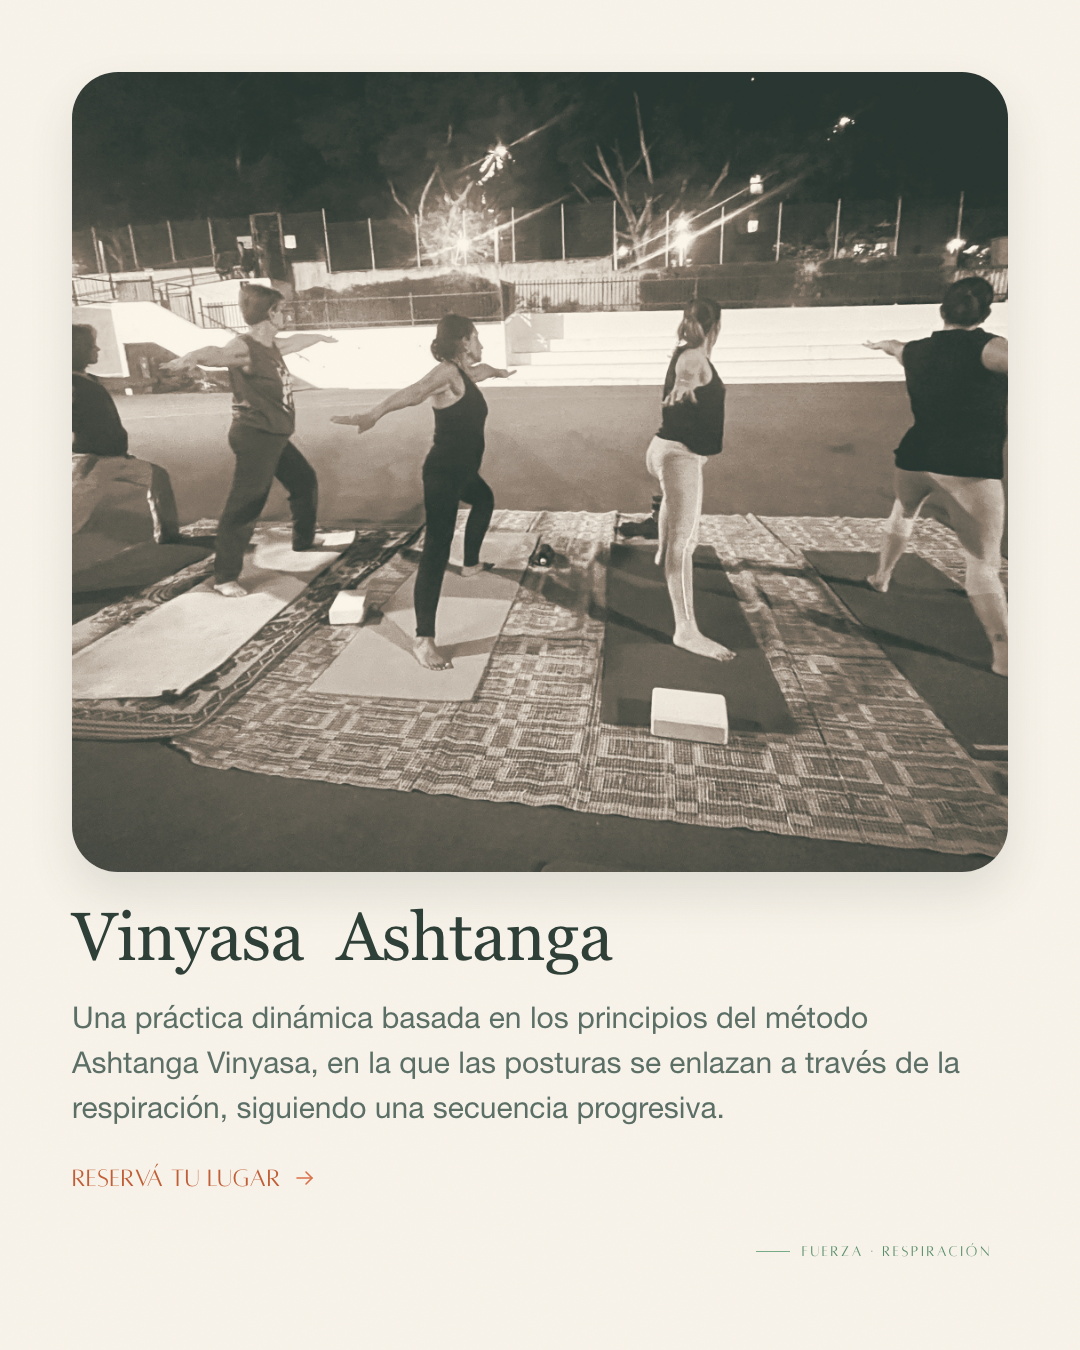 Vinyasa Ashtanga
Una práctica dinámica basada en los principios del método
Ashtanga Vinyasa, en la que las posturas se enlazan a través de la
respiración, siguiendo una secuencia progresiva.
RESERVÁ TU LUGAR →
FUERZA · RESPIRACIÓN